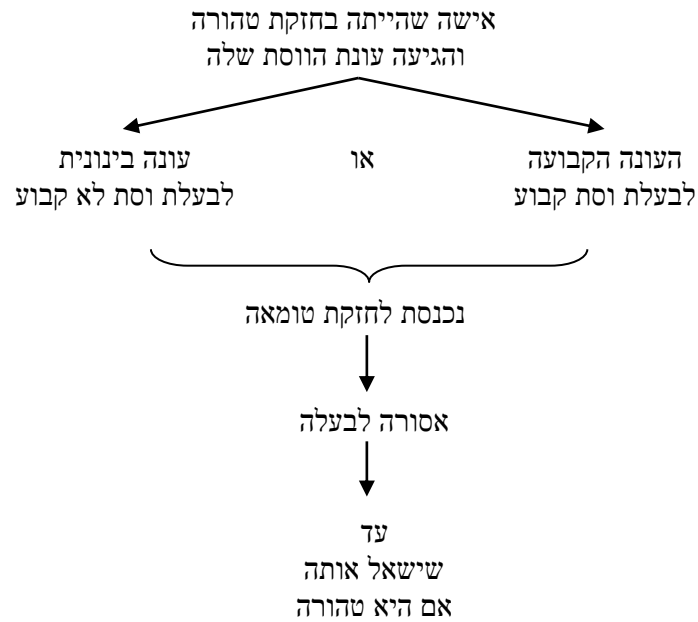 אישה שהייתה בחזקת טהורה
והגיעה עונת הווסת שלה
העונה הקבועה
לבעלת וסת קבוע
או
עונה בינונית
לבעלת וסת לא קבוע
נכנסת לחזקת טומאה
אסורה לבעלה
עד
שישאל אותה
אם היא טהורה